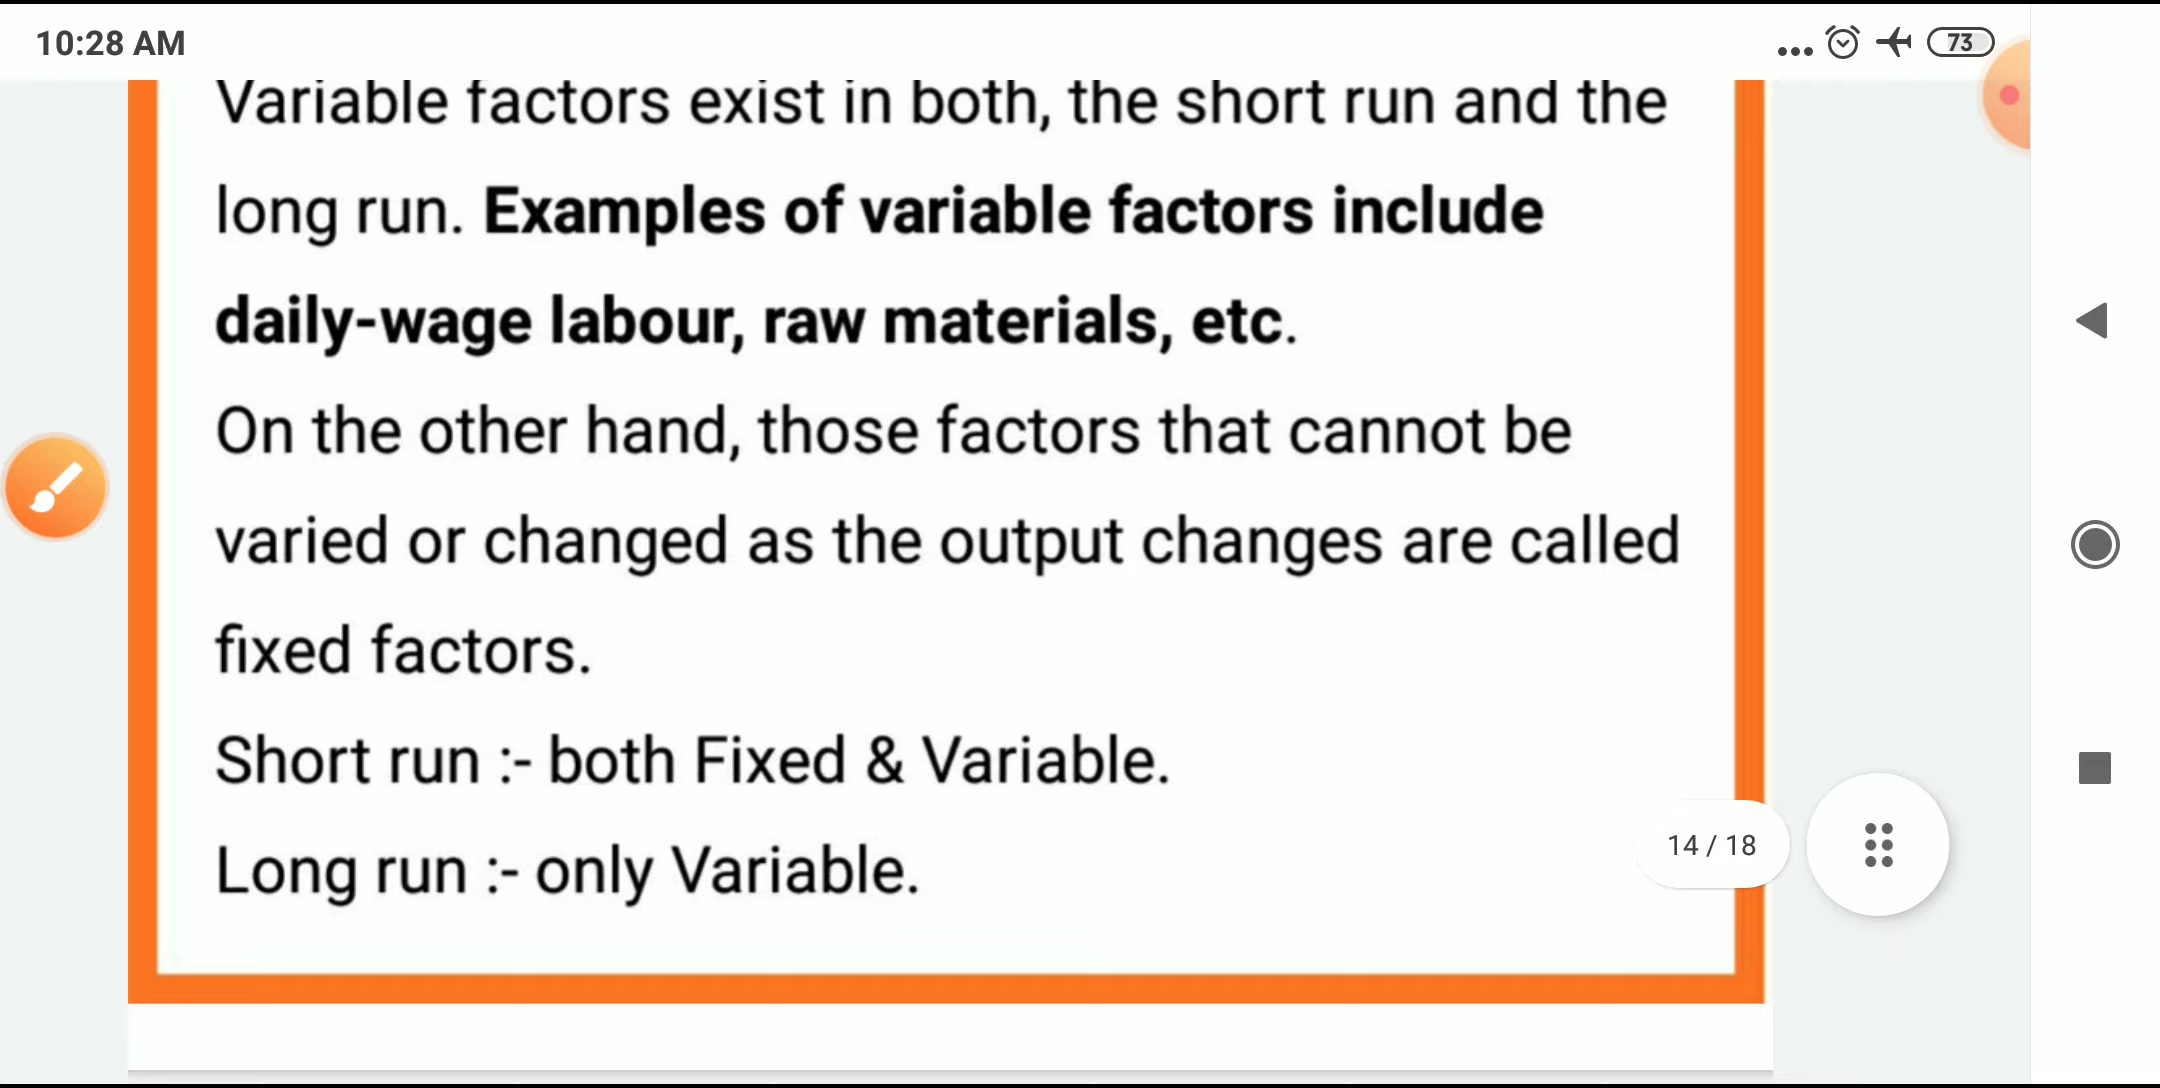 10:28 AM
73
Variable factors exist in both, the short run and the
long run. Examples of variable factors include
daily-wage labour, raw materials, etc.
On the other hand, those factors that cannot be
varied or changed as the output changes are called
fixed factors.
Short run :- both Fixed & Variable.
14 / 18
Long run :- only Variable.